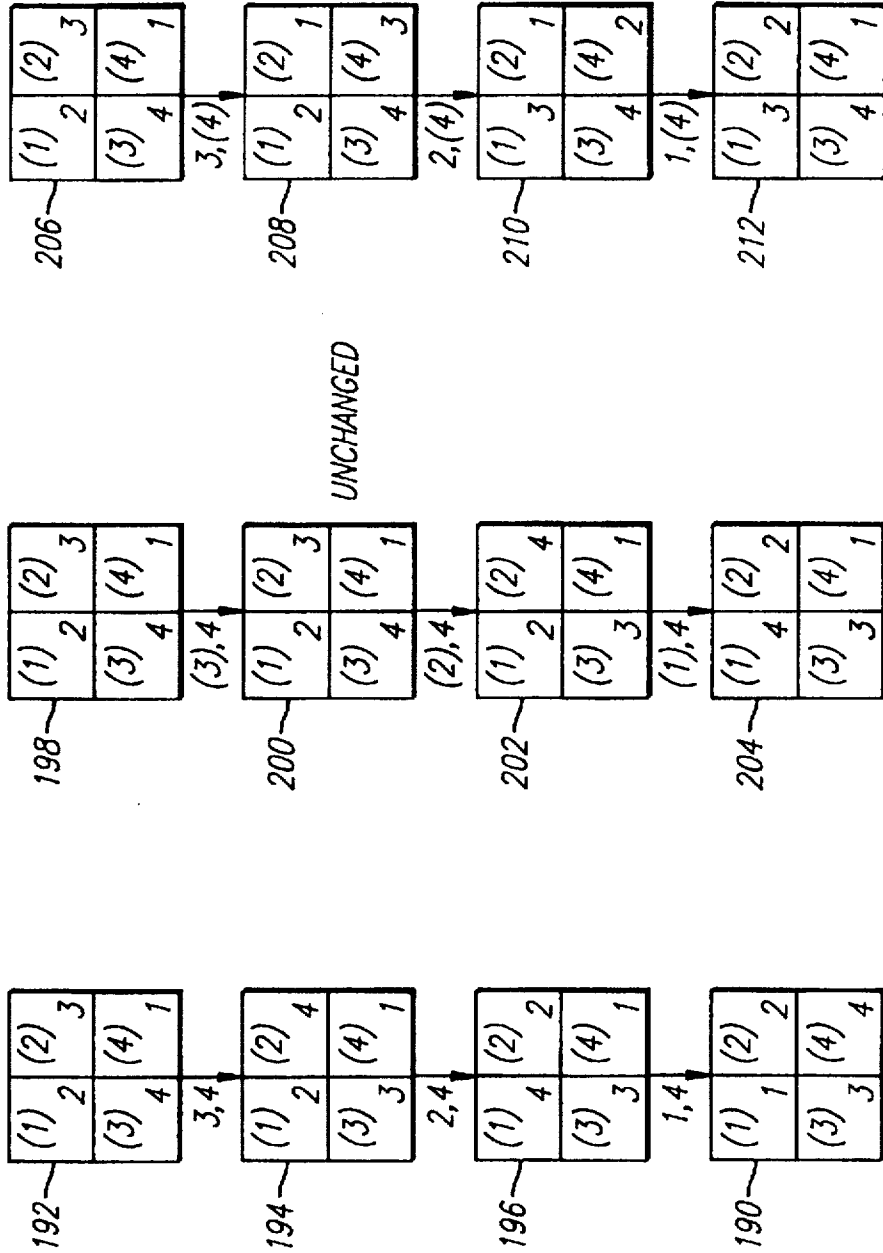 192
(1) 2 (2) 3
(3) 4 (4) 1
3,4
194
(1) 2 (2) 4
(3) 3 (4) 1
2,4
196
(1) 4 (2) 2
(3) 3 (4) 1
1,4
190
(1) 1 (2) 2
(3) 3 (4) 4
198
(1) 2 (2) 3
(3) 4 (4) 1
(3),4
200
(1) 2 (2) 3
(3) 4 (4) 1
UNCHANGED
(2),4
202
(1) 2 (2) 4
(3) 3 (4) 1
(1),4
204
(1) 4 (2) 2
(3) 3 (4) 1
206
(1) 2 (2) 3
(3) 4 (4) 1
3,(4)
208
(1) 2 (2) 1
(3) 4 (4) 3
2,(4)
210
(1) 3 (2) 1
(3) 4 (4) 2
1,(4)
212
(1) 3 (2) 2
(3) 4 (4) 1